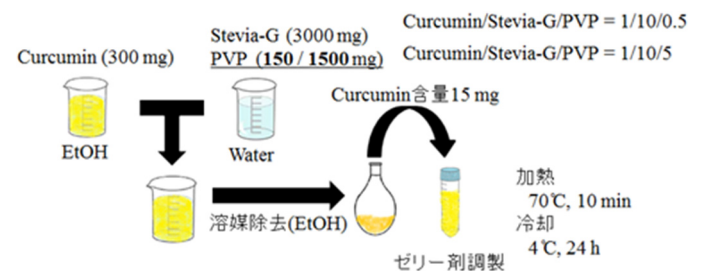 Curcumin (300 mg)
EtOH
Stevia-G (3000 mg)
PVP (150 / 1500 mg)
Water
Curcumin/Stevia-G/PVP = 1/10/0.5
Curcumin/Stevia-G/PVP = 1/10/5
Curcumin含量15 mg
溶媒除去(EtOH)
加熱
70℃, 10 min
冷却
4℃, 24 h
ゼリー剤調製